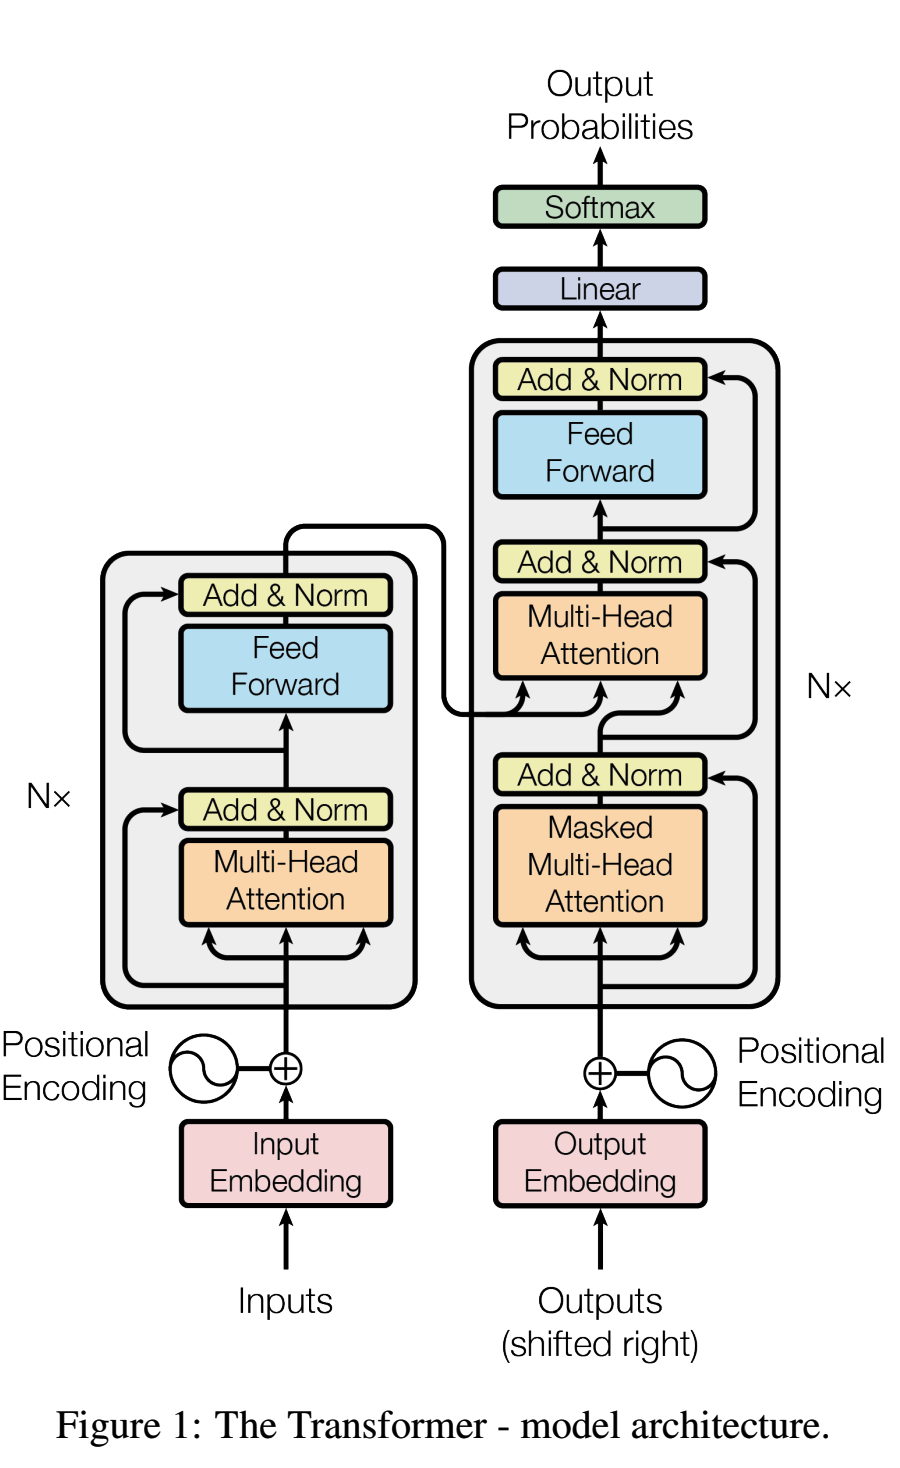 Output
Probabilities
Softmax
Linear
Add & Norm
Feed
Forward
Add & Norm
Multi-Head
Attention
Add & Norm
Masked
Multi-Head
Attention
N×
Add & Norm
Feed
Forward
Add & Norm
Multi-Head
Attention
N×
Positional
Encoding
Positional
Encoding
Input
Embedding
Output
Embedding
Inputs
Outputs
(shifted right)
Figure 1: The Transformer - model architecture.